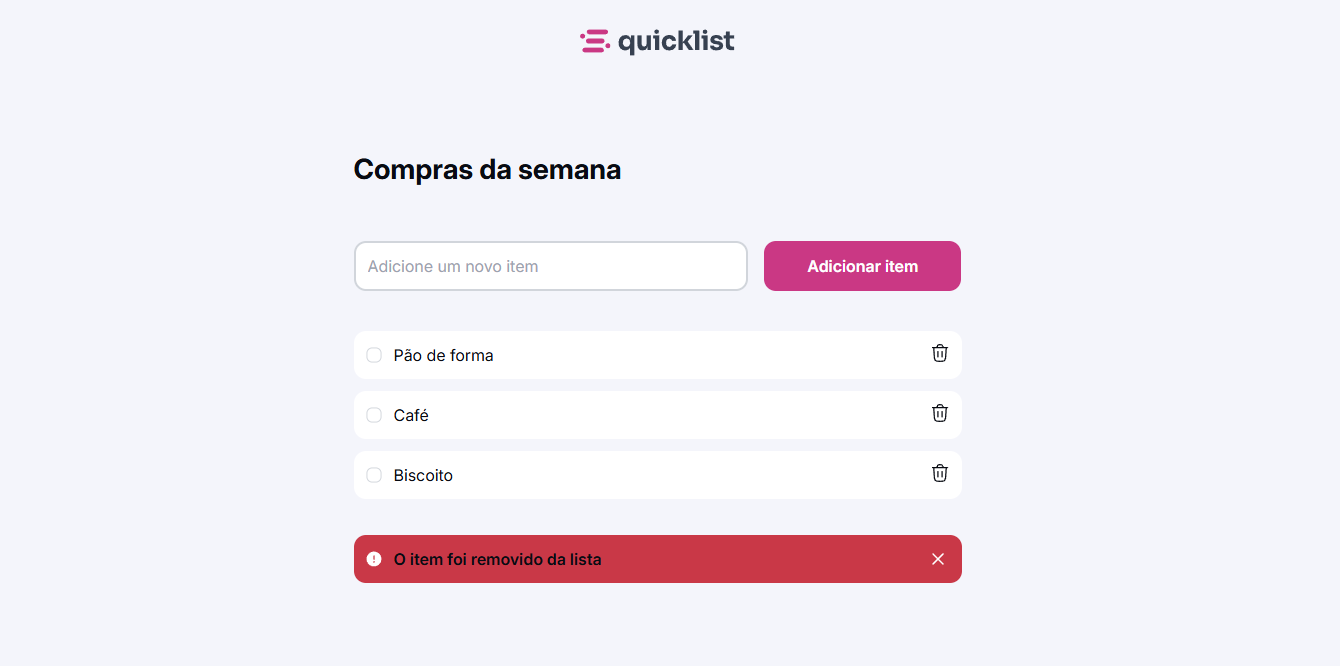 quicklist
Compras da semana
Adicione um novo item
Adicionar item
Pão de forma
Café
Biscoito
O item foi removido da lista